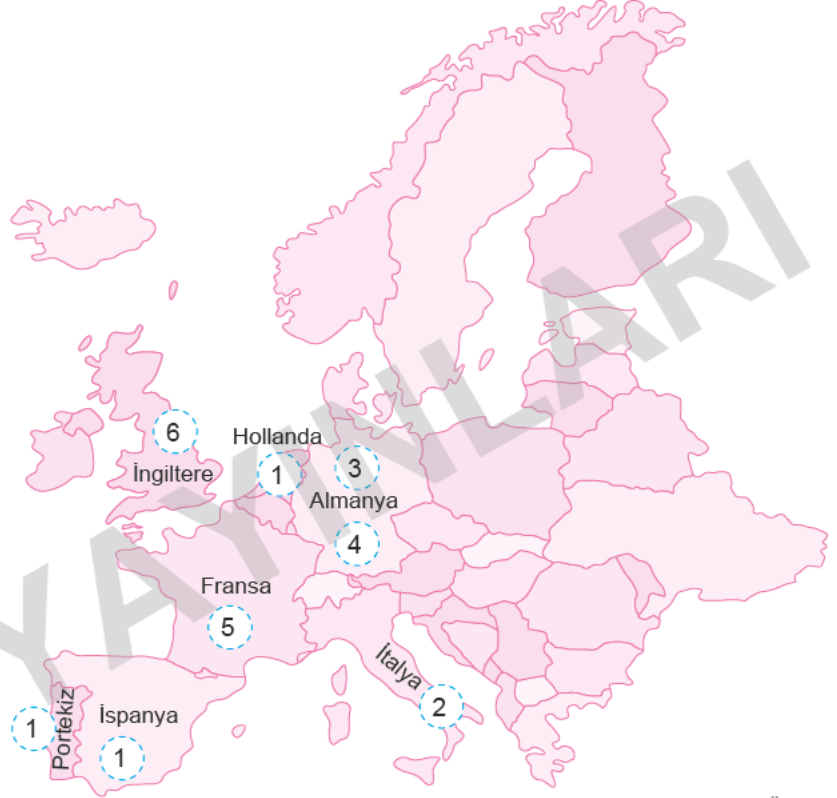 6
Hollanda
İngiltere
1
3
Almanya
4
Fransa
5
İtalya
2
İspanya
Portekiz
1
1
YAYINLARI